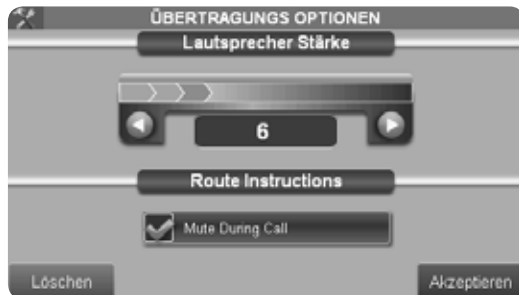 ÜBERTRAGUNGS OPTIONEN
Lautsprecher Stärke
6
Route Instructions
Mute During Call
Löschen
Akzeptieren